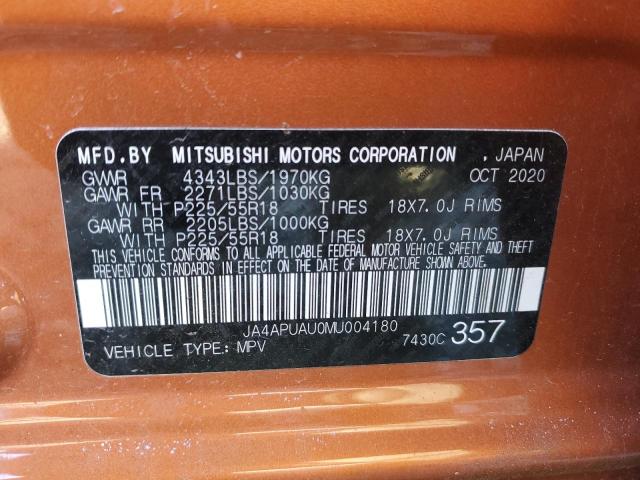 MFD.BY MITSUBISHI MOTORS CORPORATION , JAPAN
GVWR 4343LBS/1970KG OCT 2020
GAWR FR 2271LBS/1030KG
WITH P225/55R18 TIRES 18X7.0J RIMS
GAWR RR 2205LBS/1000KG
WITH P225/55R18 TIRES 18X7.0J RIMS
THIS VEHICLE CONFORMS TO ALL APPLICABLE FEDERAL MOTOR VEHICLE SAFETY AND THEFT
PREVENTION STANDARDS IN EFFECT ON THE DATE OF MANUFACTURE SHOWN ABOVE.
JA4APUAU0MU004180
VEHICLE TYPE: MPV 7430C 357